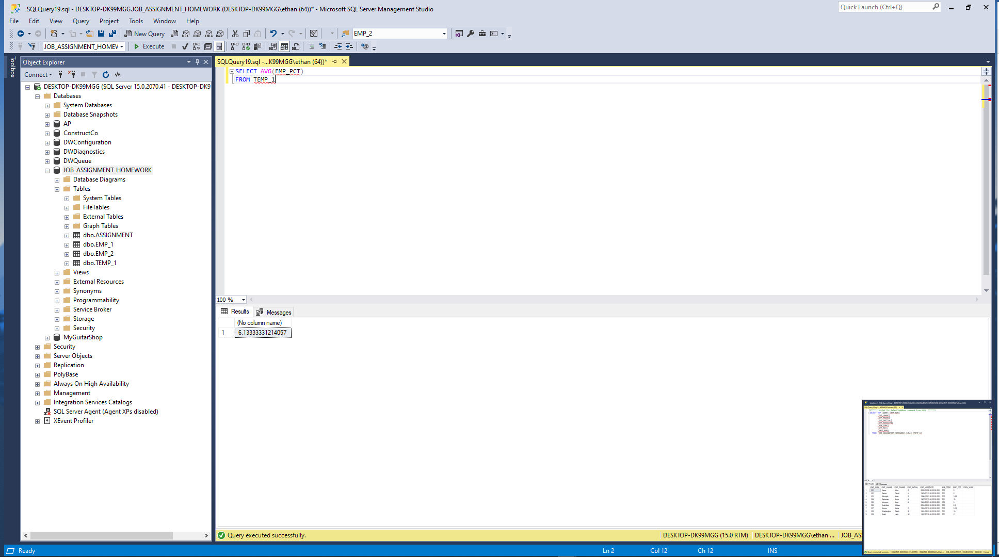 SQLQuery19.sql - DESKTOP-DK99MGG.JOB_ASSIGNMENT_HOMEWORK (DESKTOP-DK99MGG\ethan (64))* - Microsoft SQL Server Management Studio
Quick Launch (Ctrl+Q)
File Edit View Query Project Tools Window Help
New Query
MDX DMX XMLA DAX
EMP_2
JOB_ASSIGNMENT_HOMEW
Execute
Toolbox
Object Explorer
Connect
DESKTOP-DK99MGG (SQL Server 15.0.2070.41 - DESKTOP-DK9
Databases
System Databases
Database Snapshots
AP
ConstructCo
DWConfiguration
DWDiagnostics
DWQueue
JOB_ASSIGNMENT_HOMEWORK
Database Diagrams
Tables
System Tables
FileTables
External Tables
Graph Tables
dbo.ASSIGNMENT
dbo.EMP_1
dbo.EMP_2
dbo.TEMP_1
Views
External Resources
Synonyms
Programmability
Service Broker
Storage
Security
MyGuitarShop
Security
Server Objects
Replication
PolyBase
Always On High Availability
Management
Integration Services Catalogs
SQL Server Agent (Agent XPs disabled)
XEvent Profiler
SQLQuery19.sql -...K99MGG\ethan (64))*
SELECT AVG(EMP_PCT)
FROM TEMP_1
100 %
Results Messages
(No column name)
1 6.13333331214057
Query executed successfully.
DESKTOP-DK99MGG (15.0 RTM)
DESKTOP-DK99MGG\ethan ...
JOB_AS
Ready
Ln 2
Col 12
Ch 12
INS